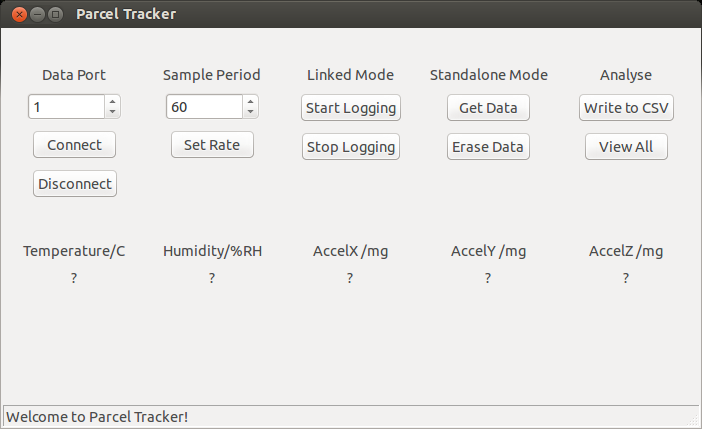 Parcel Tracker
Data Port Sample Period Linked Mode Standalone Mode Analyse
1 60 Start Logging Get Data Write to CSV
Connect Set Rate Stop Logging Erase Data View All
Disconnect
Temperature/C Humidity/%RH AccelX /mg AccelY /mg AccelZ /mg
? ? ? ? ?
Welcome to Parcel Tracker!